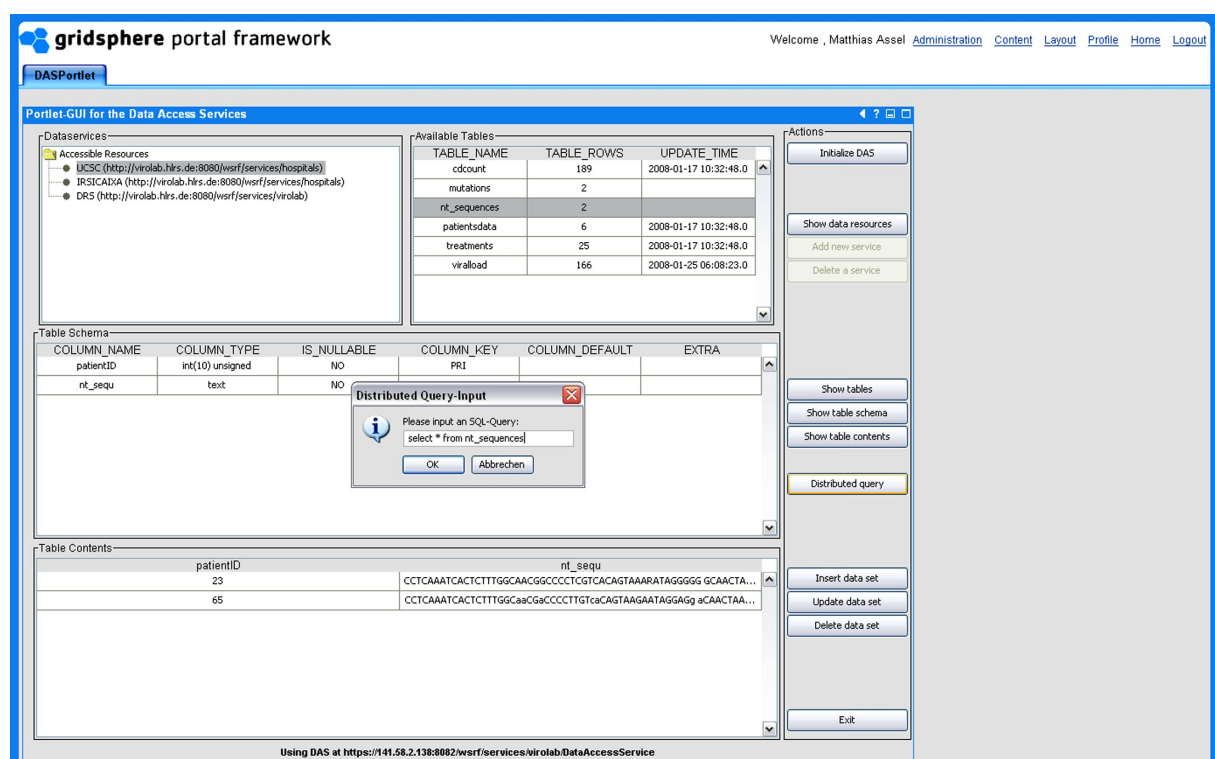 gridsphere portal framework
Welcome , Matthias Assel Administration Content Layout Profile Home Logout
DASPortlet
Portlet-GUI for the Data Access Services
Dataservices
Accessible Resources
UCSC (http://virolab.hlrs.de:8080/wsrf/services/hospitals)
IRSICAIXA (http://virolab.hlrs.de:8080/wsrf/services/hospitals)
DRS (http://virolab.hlrs.de:8080/wsrf/services/virolab)
Available Tables
TABLE_NAME TABLE_ROWS UPDATE_TIME
cdcount 189 2008-01-17 10:32:48.0
mutations 2
nt_sequences 2
patientsdata 6 2008-01-17 10:32:48.0
treatments 25 2008-01-17 10:32:48.0
viralload 166 2008-01-25 06:08:23.0
Actions
Initialize DAS
Show data resources
Add new service
Delete a service
Table Schema
COLUMN_NAME COLUMN_TYPE IS_NULLABLE COLUMN_KEY COLUMN_DEFAULT EXTRA
patientID int(10) unsigned NO PRI
nt_sequ text NO
Distributed Query-Input
Please input an SQL-Query:
select * from nt_sequences
OK Abbrechen
Show tables
Show table schema
Show table contents
Distributed query
Table Contents
patientID nt_sequ
23 CCTCAAATCACTCTTTGGCAACGGCCCCTCGTCACAGTAAARATAGGGGG GCAACTA...
65 CCTCAAATCACTCTTTGGCaaCGaCCCCTTGTcaCAGTAAGAATAGGAGg aCAACTAA...
Insert data set
Update data set
Delete data set
Exit
Using DAS at https://141.58.2.138:8082/wsrf/services/virolab/DataAccessService